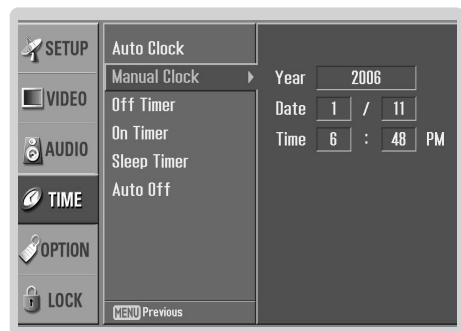 SETUP
VIDEO
AUDIO
TIME
OPTION
LOCK
Auto Clock
Manual Clock
Off Timer
On Timer
Sleep Timer
Auto Off
MENU Previous
Year 2006
Date 1 / 11
Time 6 : 48 PM